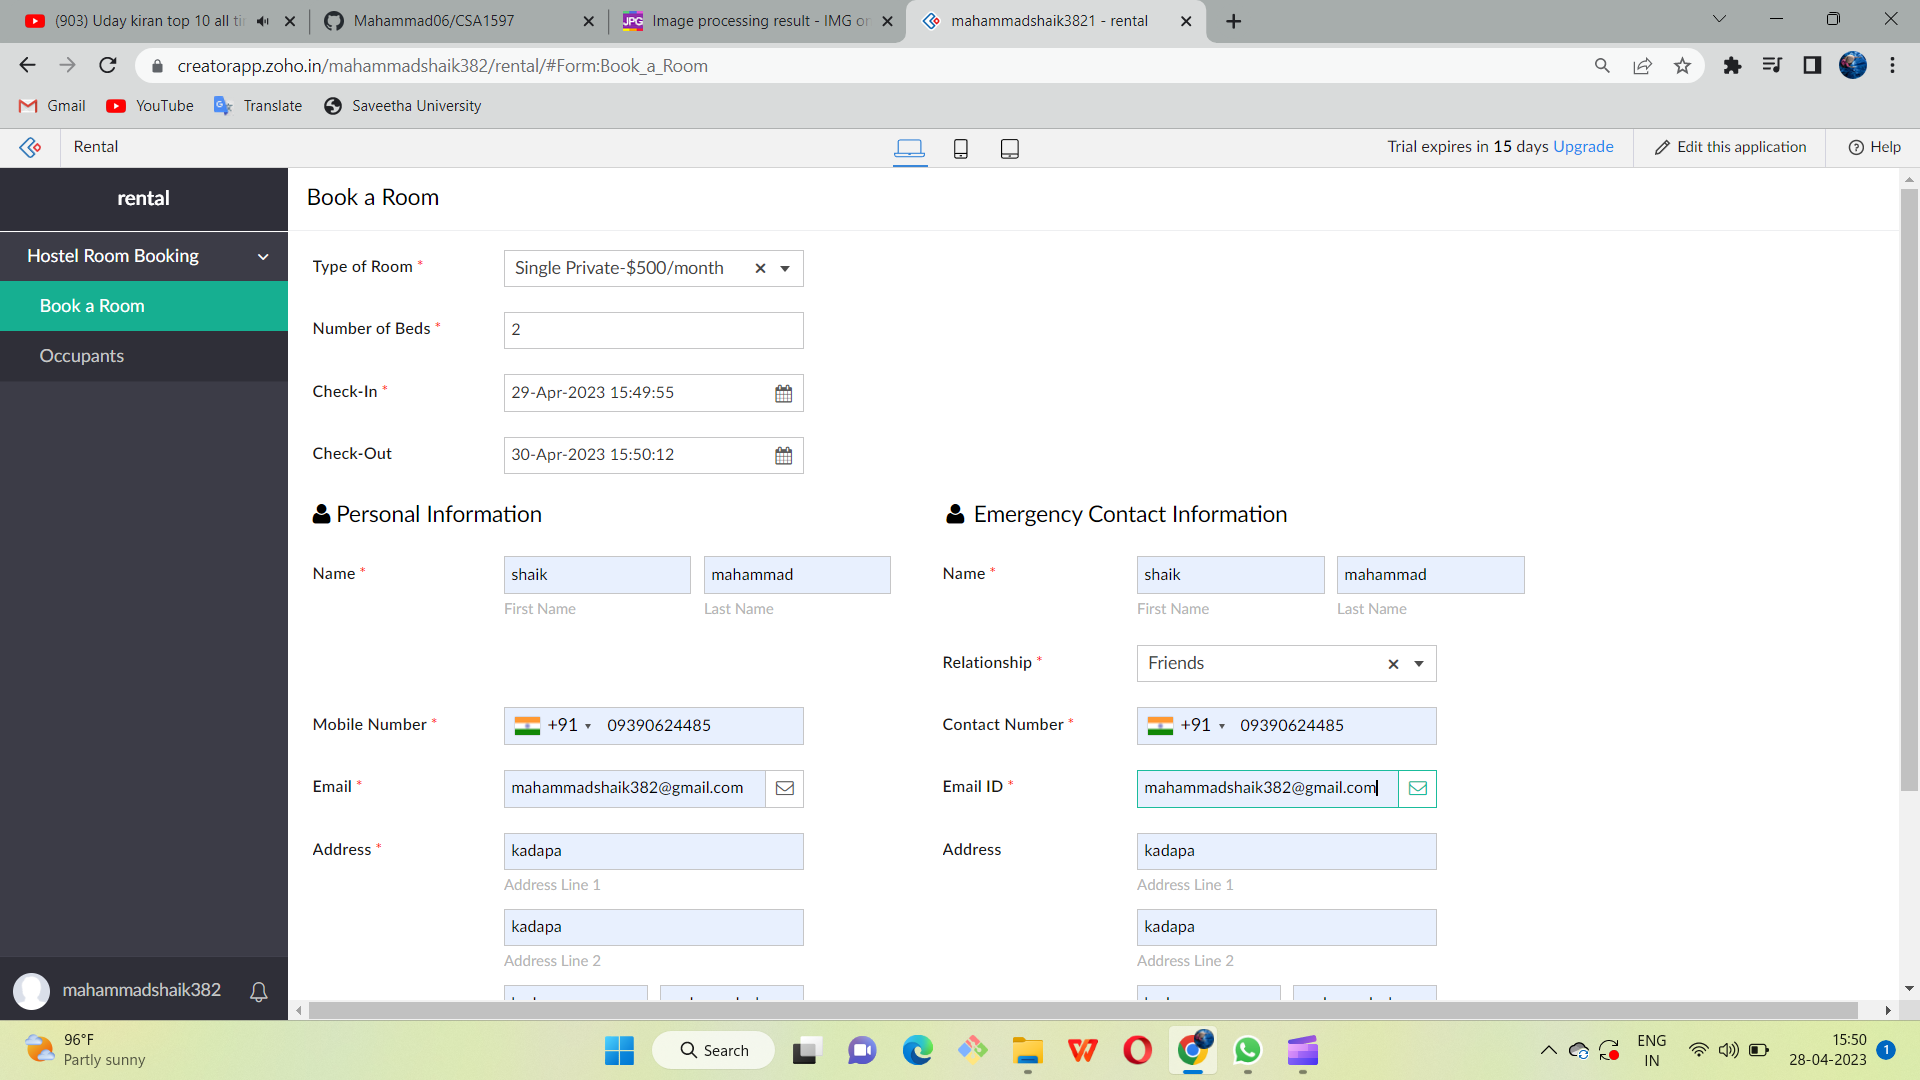 (903) Uday kiran top 10 all ti
Mahammad06/CSA1597
JPG
Image processing result - IMG on
mahammadshaik3821 - rental
creatorapp.zoho.in/mahammadshaik382/rental/#Form:Book_a_Room
Gmail
YouTube
Translate
Saveetha University
Rental
Trial expires in 15 days Upgrade
Edit this application
Help
rental
Hostel Room Booking
Book a Room
Occupants
mahammadshaik382
Book a Room
Type of Room *
Single Private-$500/month
Number of Beds *
2
Check-In *
29-Apr-2023 15:49:55
Check-Out
30-Apr-2023 15:50:12
Personal Information
Name *
shaik
mahammad
First Name
Last Name
Mobile Number *
+91
09390624485
Email *
mahammadshaik382@gmail.com
Address *
kadapa
Address Line 1
kadapa
Address Line 2
Emergency Contact Information
Name *
shaik
mahammad
First Name
Last Name
Relationship *
Friends
Contact Number *
+91
09390624485
Email ID *
mahammadshaik382@gmail.com
Address
kadapa
Address Line 1
kadapa
Address Line 2
96°F
Partly sunny
Search
ENG
IN
15:50
28-04-2023
1